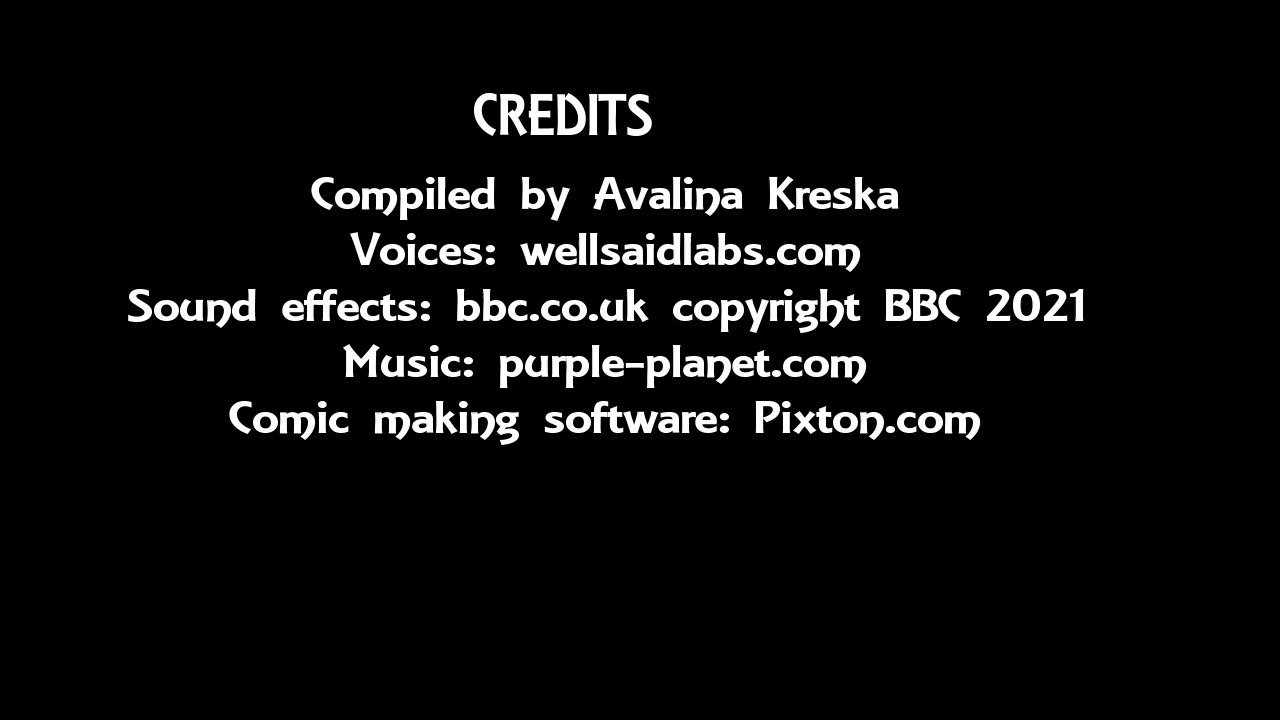 CREDITS
Compiled by Avalina Kreska
Voices: wellsaidlabs.com
Sound effects: bbc.co.uk copyright BBC 2021
Music: purple-planet.com
Comic making software: Pixton.com